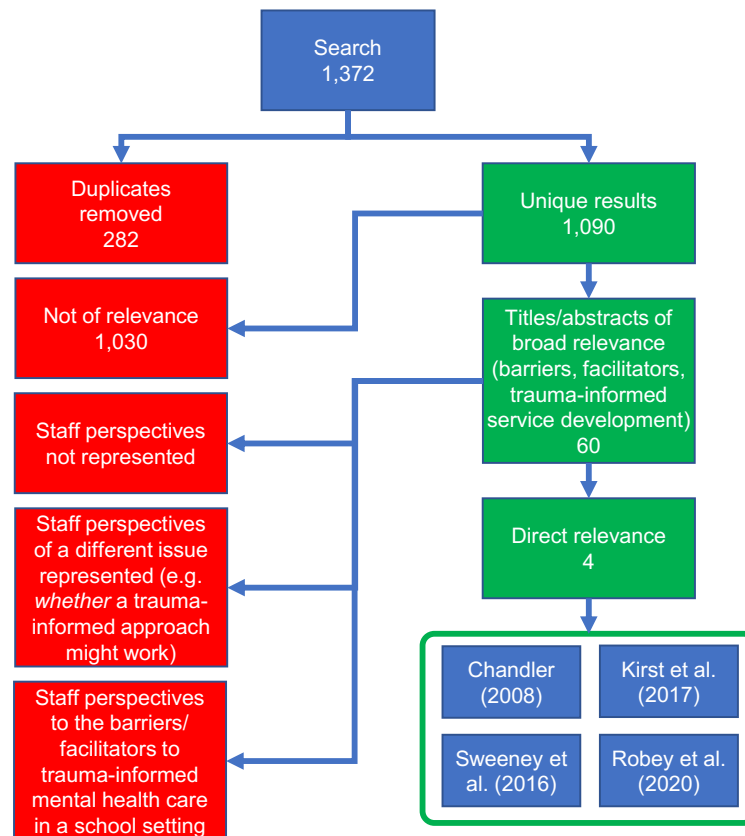 Search
1,372
Duplicates
removed
282
Unique results
1,090
Not of relevance
1,030
Titles/abstracts of
broad relevance
(barriers, facilitators,
trauma-informed
service development)
60
Staff perspectives
not represented
Staff perspectives
of a different issue
represented (e.g.
whether a trauma-
informed approach
might work)
Direct relevance
4
Staff perspectives
to the barriers/
facilitators to
trauma-informed
mental health care
in a school setting
Chandler
(2008)
Kirst et al.
(2017)
Sweeney et
al. (2016)
Robey et al.
(2020)